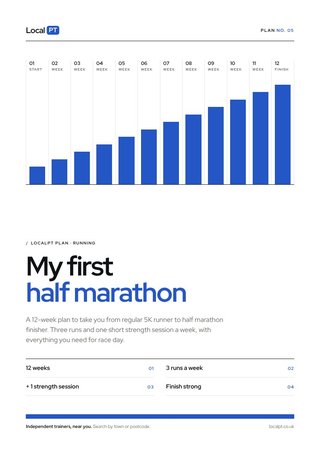 Local PT
PLAN NO. 05
01 02 03 04 05 06 07 08 09 10 11 12
START WEEK WEEK WEEK WEEK WEEK WEEK WEEK WEEK WEEK WEEK FINISH
/ LOCALPT PLAN · RUNNING
My first
half marathon
A 12-week plan to take you from regular 5K runner to half marathon
finisher. Three runs and one short strength session a week, with
everything you need for race day.
12 weeks 01 3 runs a week 02
+ 1 strength session 03 Finish strong 04
Independent trainers, near you. Search by town or postcode. localpt.co.uk